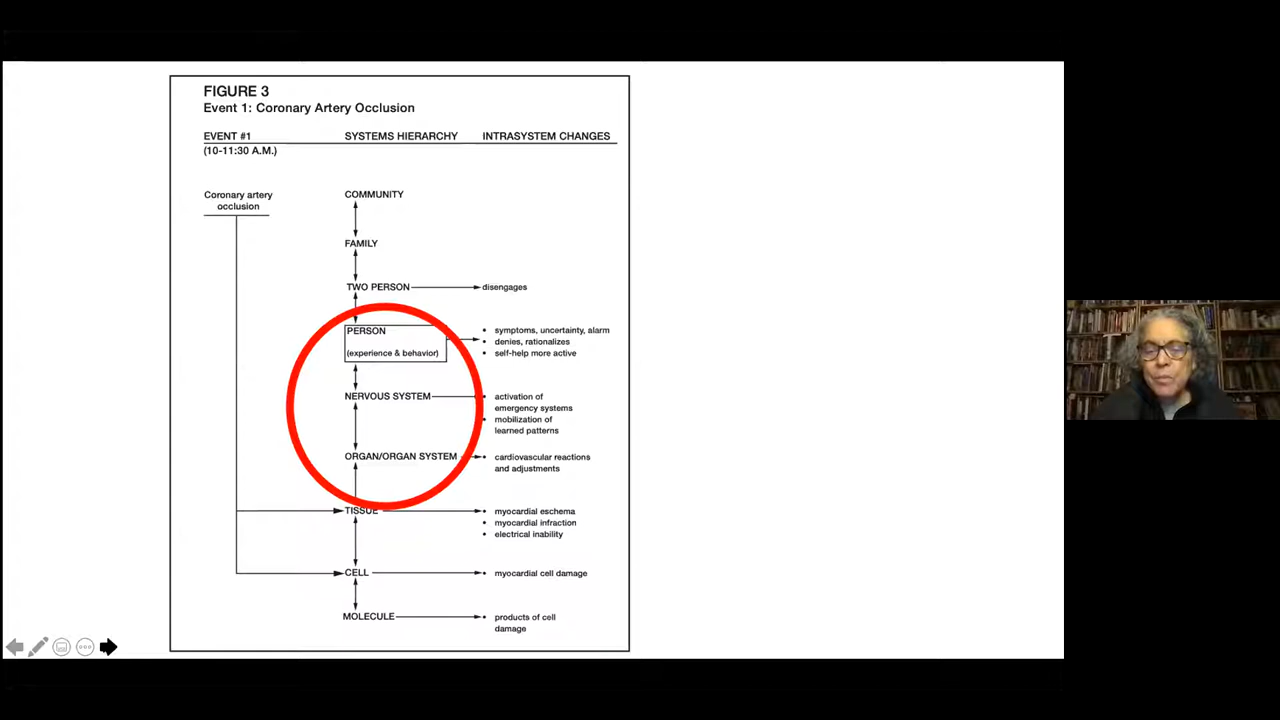 FIGURE 3
Event 1: Coronary Artery Occlusion
EVENT #1 SYSTEMS HIERARCHY INTRASYSTEM CHANGES
(10-11:30 A.M.)
Coronary artery
occlusion
COMMUNITY
FAMILY
TWO PERSON
disengages
PERSON
(experience & behavior)
• symptoms, uncertainty, alarm
• denies, rationalizes
• self-help more active
NERVOUS SYSTEM
• activation of
emergency systems
• mobilization of
learned patterns
ORGAN/ORGAN SYSTEM
• cardiovascular reactions
and adjustments
TISSUE
• myocardial eschema
• myocardial infraction
• electrical inability
CELL
• myocardial cell damage
MOLECULE
• products of cell
damage